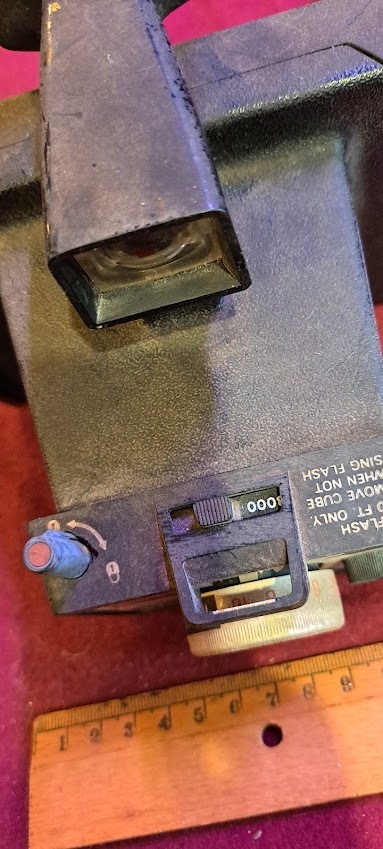 000
FLASH
0 FT. ONLY.
MOVE CUBE
WHEN NOT
SING FLASH
1 2 3 4 5 6 7 8 9